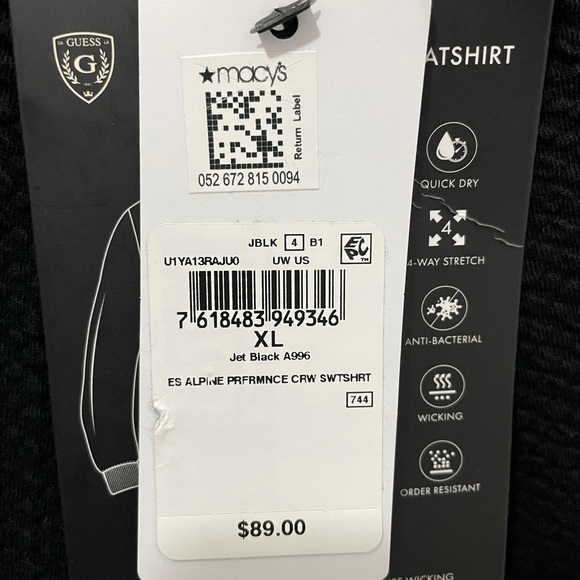 GUESS
G
★macy's
Return Label
052 672 815 0094
ATSHIRT
QUICK DRY
4
4-WAY STRETCH
ANTI-BACTERIAL
WICKING
ORDER RESISTANT
WICKING
JBLK 4 B1
U1YA13RAJU0 UW US
EPC™
7 618483 949346
XL
Jet Black A996
ES ALPINE PRFRMNCE CRW SWTSHRT
744
$89.00